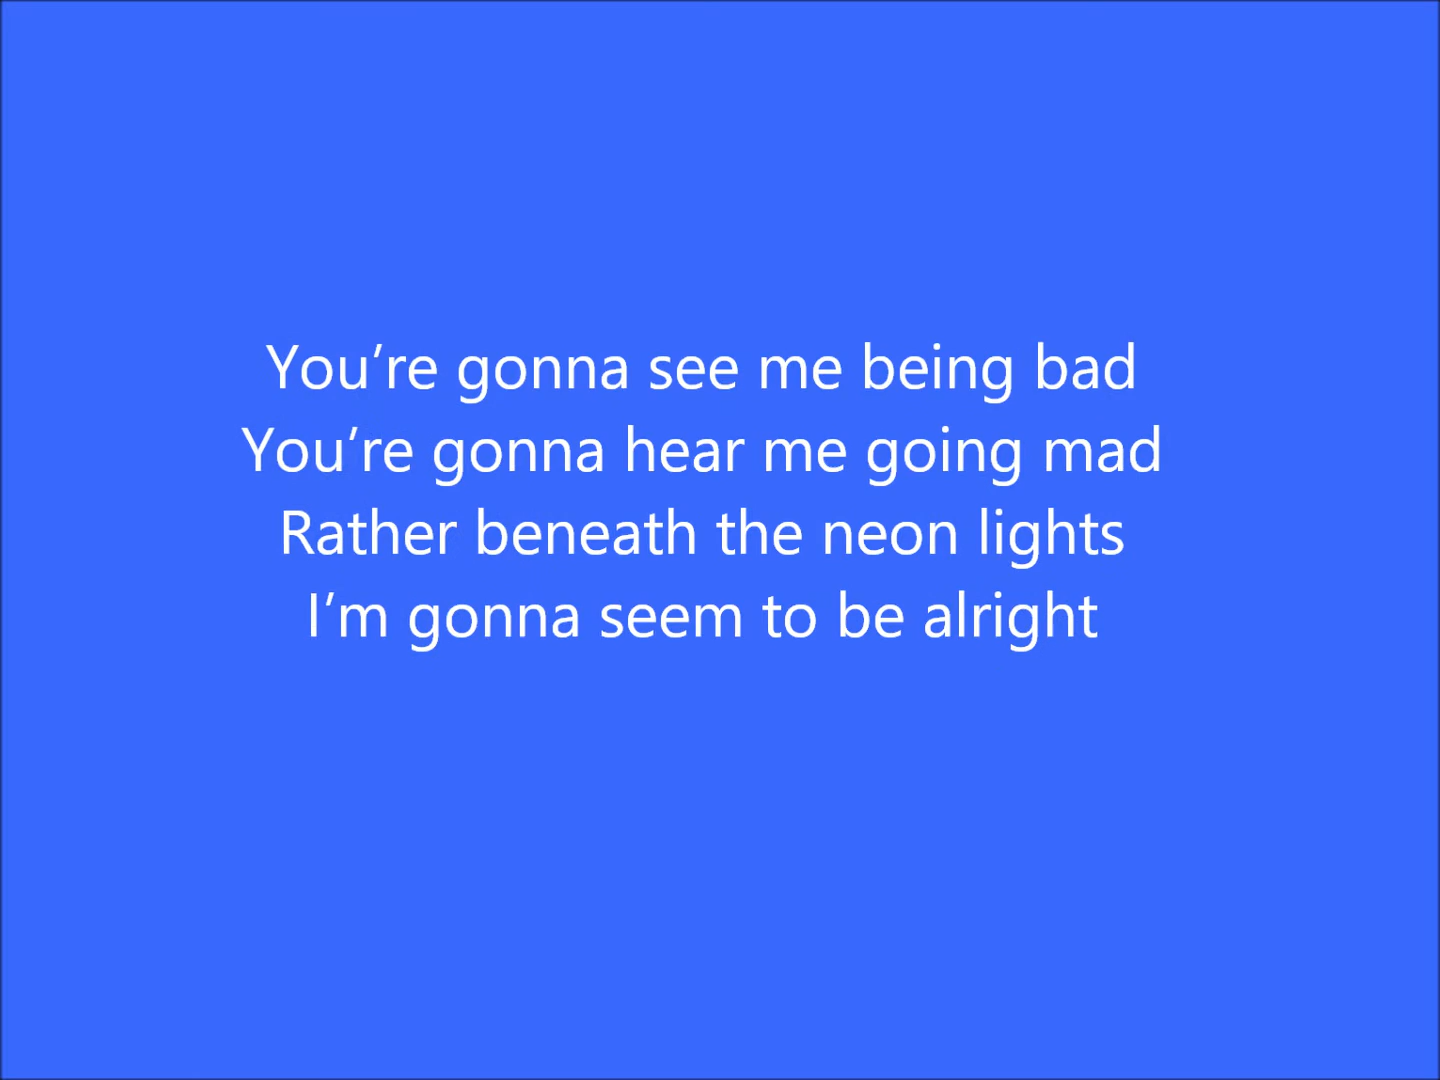 You’re gonna see me being bad
You’re gonna hear me going mad
Rather beneath the neon lights
I’m gonna seem to be alright